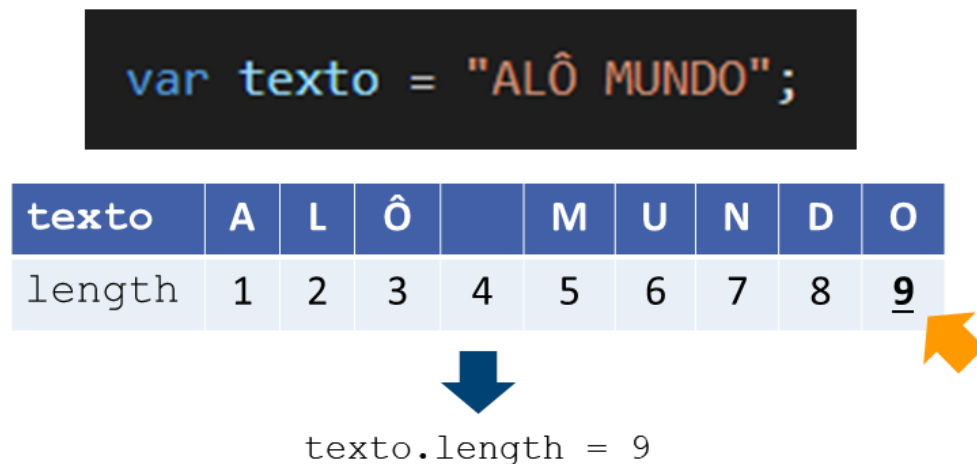 var texto = "ALÔ MUNDO";
texto A L Ô M U N D O
length 1 2 3 4 5 6 7 8 9
texto.length = 9